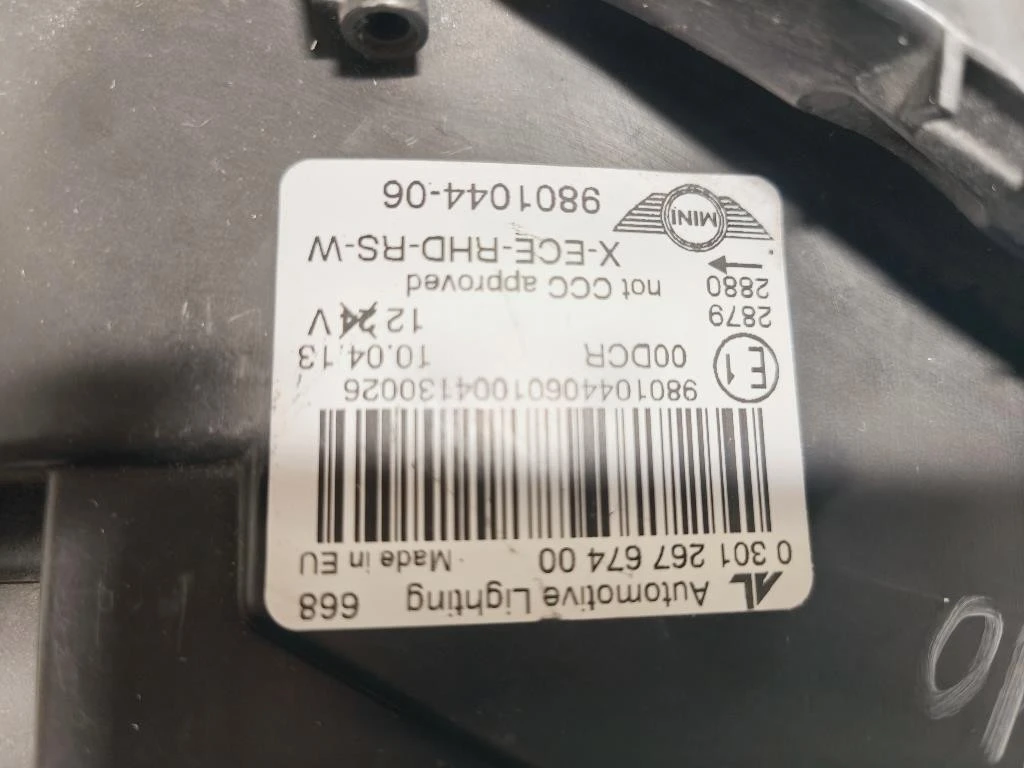 AL Automotive Lighting 668
0 301 267 674 00 Made in EU
98010440601004130026
E1 00DCR 10.04.13
2879 12 24 V
2880 not CCC approved
X-ECE-RHD-RS-W
MINI 9801044-06